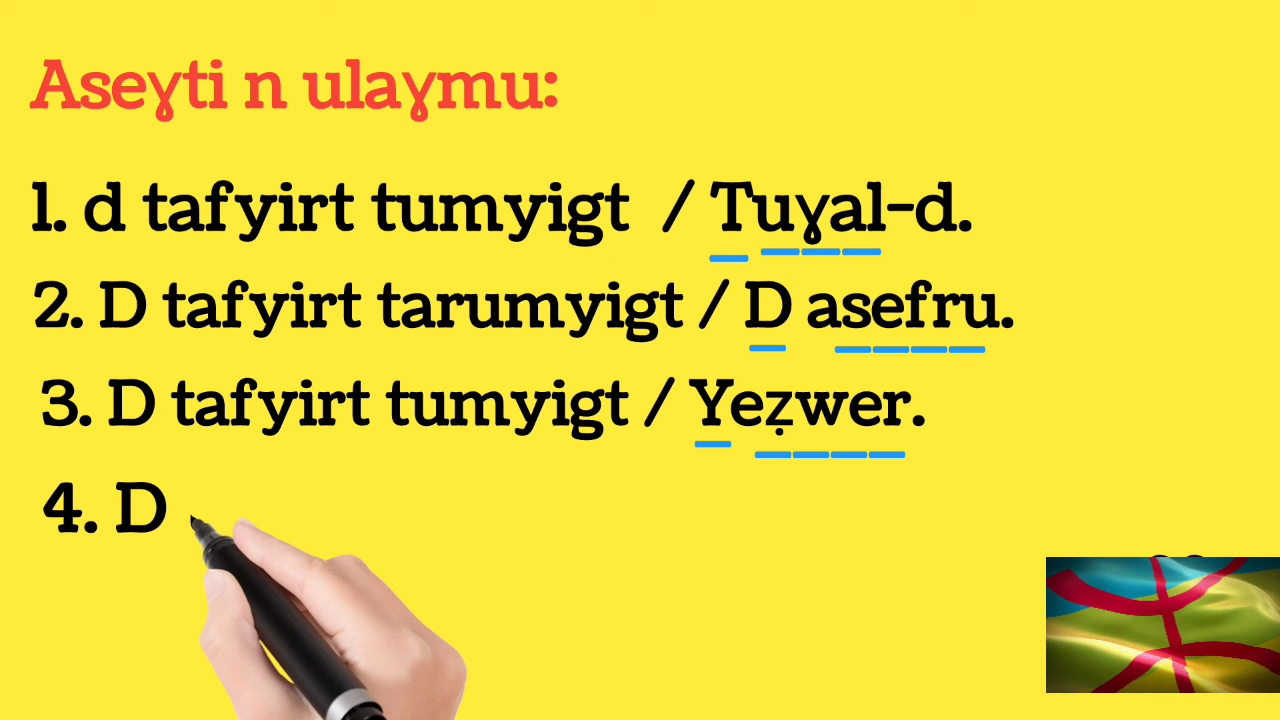 Aseɣti n ulaɣmu:
1. d tafyirt tumyigt / Tuɣal-d.
2. D tafyirt tarumyigt / D asefru.
3. D tafyirt tumyigt / Yeẓwer.
4. D